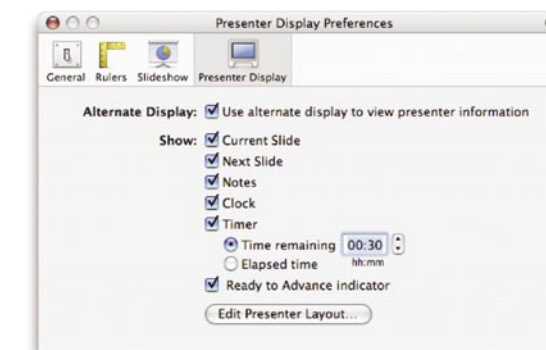 Presenter Display Preferences
General Rulers Slideshow Presenter Display
Alternate Display: Use alternate display to view presenter information
Show: Current Slide
Next Slide
Notes
Clock
Timer
Time remaining 00:30
Elapsed time hh:mm
Ready to Advance indicator
Edit Presenter Layout...